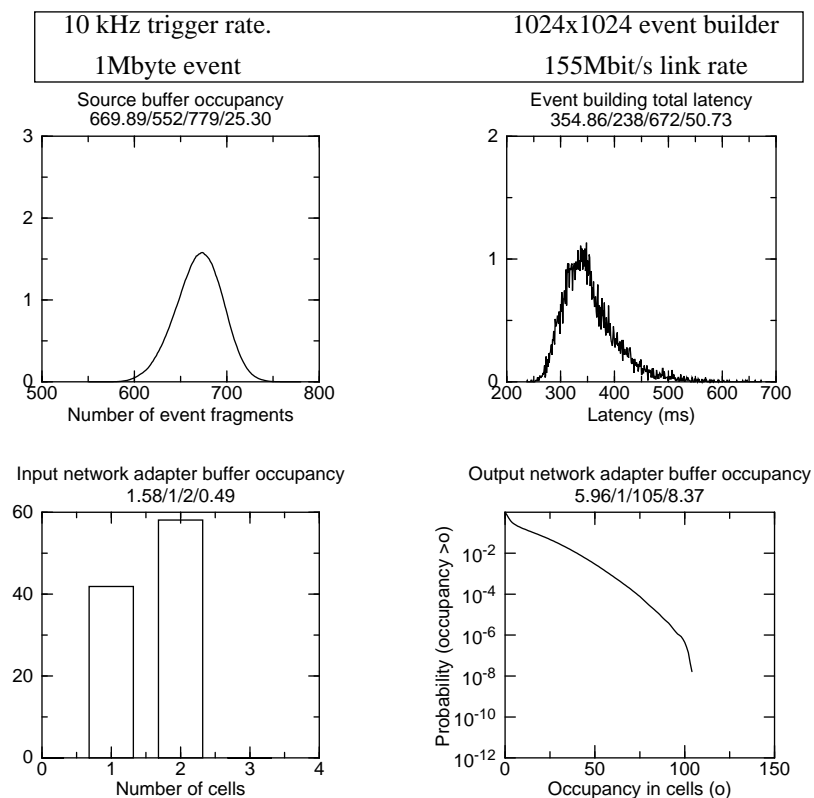 10 kHz trigger rate. 1024x1024 event builder
1Mbyte event 155Mbit/s link rate
Source buffer occupancy
669.89/552/779/25.30
3
2
1
0
500 600 700 800
Number of event fragments
Event building total latency
354.86/238/672/50.73
2
1
0
200 300 400 500 600 700
Latency (ms)
Input network adapter buffer occupancy
1.58/1/2/0.49
60
40
20
0
0 1 2 3 4
Number of cells
Output network adapter buffer occupancy
5.96/1/105/8.37
Probability (occupancy >o)
10-2
10-4
10-6
10-8
10-10
10-12
0 50 100 150
Occupancy in cells (o)